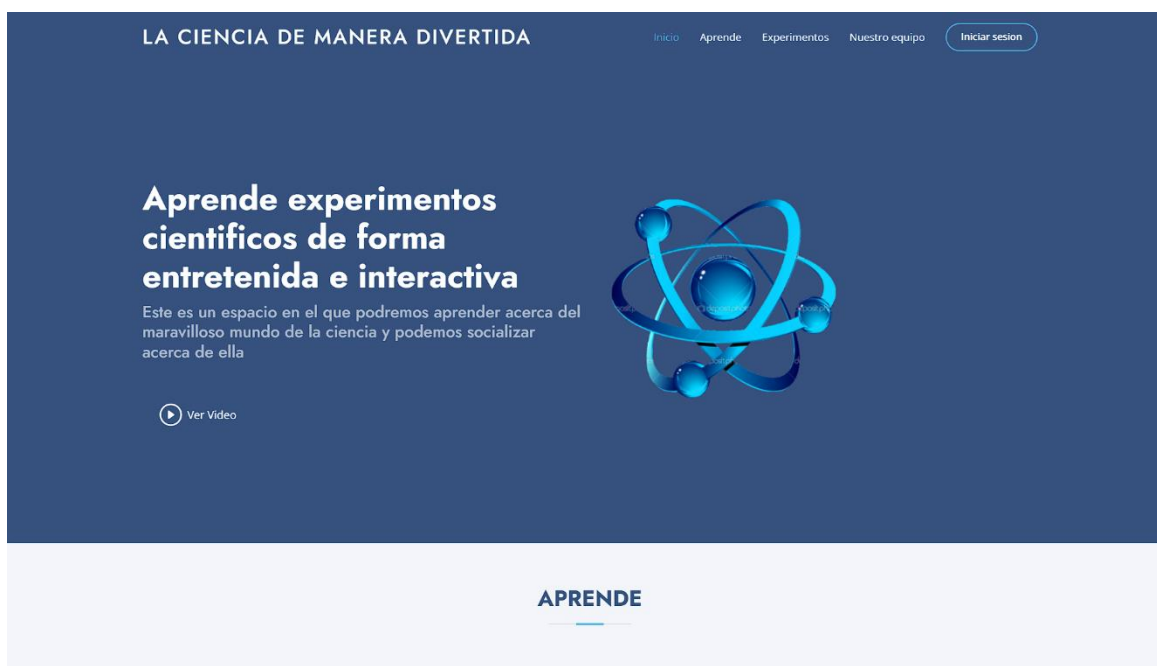 LA CIENCIA DE MANERA DIVERTIDA
Inicio Aprende Experimentos Nuestro equipo Iniciar sesion
Aprende experimentos
cientificos de forma
entretenida e interactiva
Este es un espacio en el que podremos aprender acerca del
maravilloso mundo de la ciencia y podemos socializar
acerca de ella
Ver Video
APRENDE